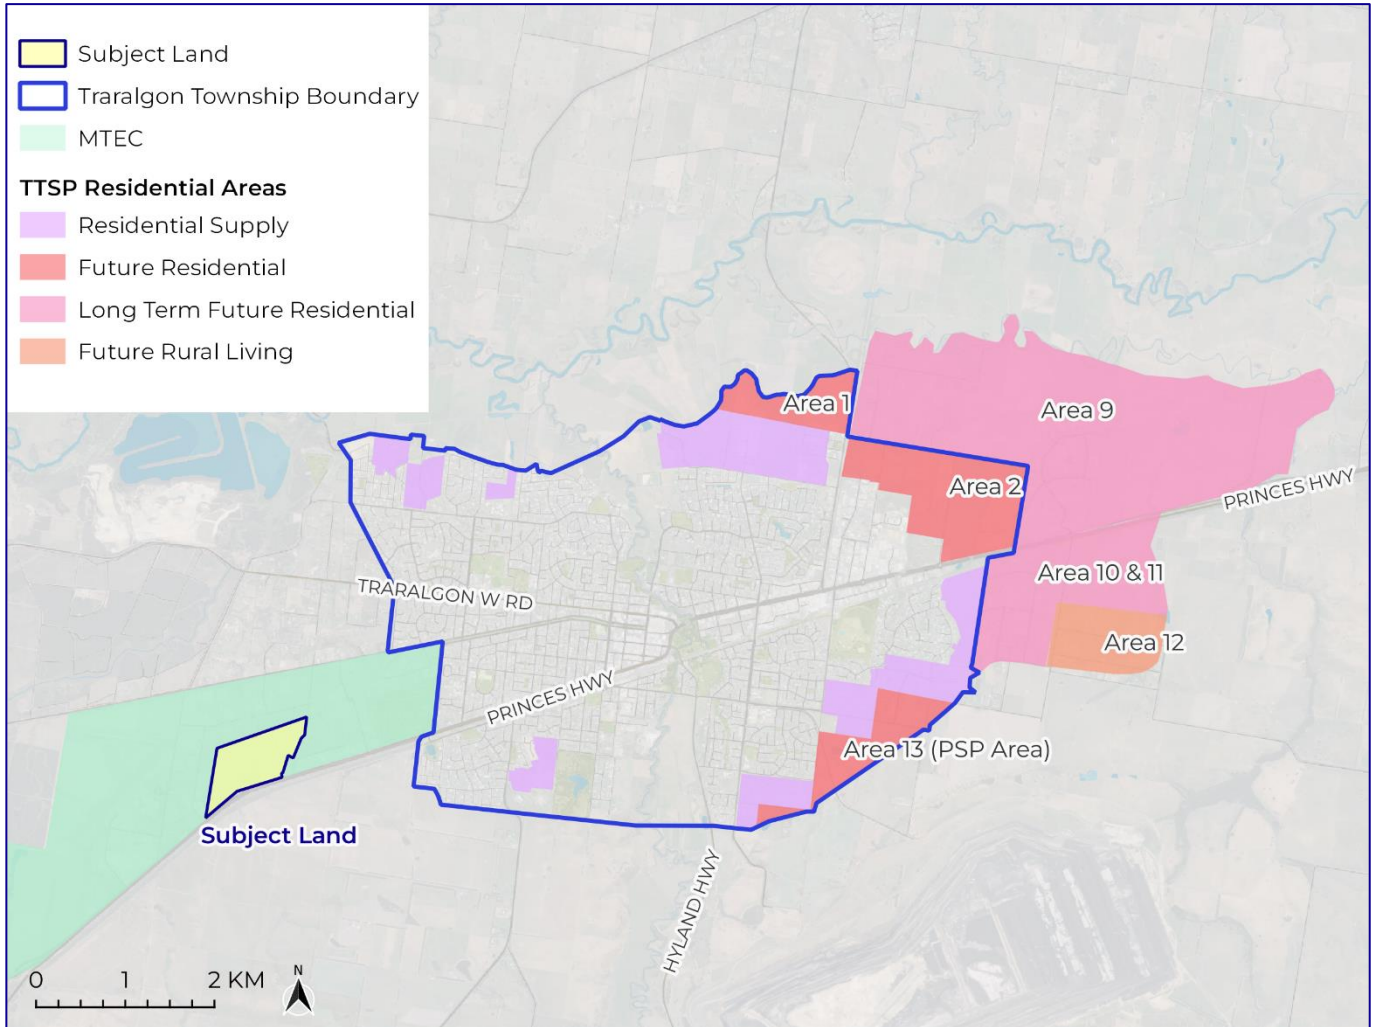 Subject Land
Traralgon Township Boundary
MTEC
TTSP Residential Areas
Residential Supply
Future Residential
Long Term Future Residential
Future Rural Living
Area 1
Area 9
Area 2
PRINCES HWY
Area 10 & 11
TRARALGON W RD
Area 12
PRINCES HWY
Area 13 (PSP Area)
Subject Land
HYLAND HWY
0 1 2 KM
N